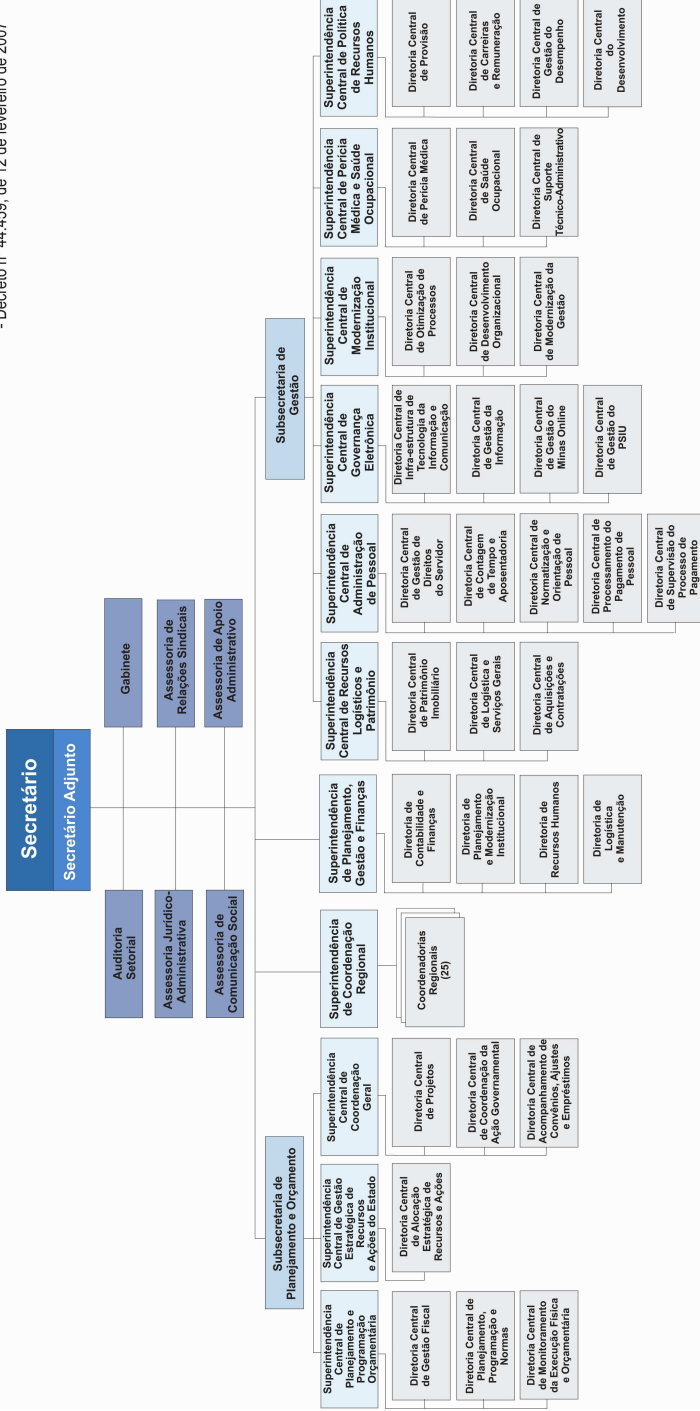 - Decreto nº 44.459, de 12 de fevereiro de 2007
Secretário
Secretário Adjunto
Auditoria
Setorial
Gabinete
Assessoria Jurídico-
Administrativa
Assessoria de
Relações Sindicais
Assessoria de
Comunicação Social
Assessoria de Apoio
Administrativo
Subsecretaria de
Planejamento e Orçamento
Superintendência
Central de
Planejamento e
Programação
Orçamentária
Diretoria Central
de Gestão Fiscal
Diretoria Central de
Planejamento,
Programação e
Normas
Diretoria Central
de Monitoramento
da Execução Física
e Orçamentária
Superintendência
Central de Gestão
Estratégica de
Recursos
e Ações do Estado
Diretoria Central
de Alocação
Estratégica de
Recursos e Ações
Superintendência
Central de
Coordenação
Geral
Diretoria Central
de Projetos
Diretoria Central
de Coordenação da
Ação Governamental
Diretoria Central de
Acompanhamento de
Convênios, Ajustes
e Empréstimos
Superintendência
de Coordenação
Regional
Coordenadorias
Regionais
(25)
Superintendência
de Planejamento,
Gestão e Finanças
Diretoria de
Contabilidade e
Finanças
Diretoria de
Planejamento
e Modernização
Institucional
Diretoria de
Recursos Humanos
Diretoria de
Logística
e Manutenção
Subsecretaria de
Gestão
Superintendência
Central de Recursos
Logísticos e
Patrimônio
Diretoria Central
de Patrimônio
Imobiliário
Diretoria Central
de Logística e
Serviços Gerais
Diretoria Central
de Aquisições e
Contratações
Superintendência
Central de
Administração
de Pessoal
Diretoria Central
de Gestão de
Direitos
do Servidor
Diretoria Central
de Contagem
de Tempo e
Aposentadoria
Diretoria Central de
Normatização e
Orientação de
Pessoal
Diretoria Central de
Processamento do
Pagamento de
Pessoal
Diretoria Central
de Supervisão do
Processo de
Pagamento
Superintendência
Central de
Governança
Eletrônica
Diretoria Central de
Infra-estrutura de
Tecnologia da
Informação e
Comunicação
Diretoria Central
de Gestão da
Informação
Diretoria Central
de Gestão do
Minas Online
Diretoria Central
de Gestão do
PSIU
Superintendência
Central de
Modernização
Institucional
Diretoria Central
de Otimização de
Processos
Diretoria Central
de Desenvolvimento
Organizacional
Diretoria Central
de Modernização da
Gestão
Superintendência
Central de Perícia
Médica e Saúde
Ocupacional
Diretoria Central
de Perícia Médica
Diretoria Central
de Saúde
Ocupacional
Diretoria Central de
Suporte
Técnico-Administrativo
Superintendência
Central de Política
de Recursos
Humanos
Diretoria Central
de Provisão
Diretoria Central
de Carreiras
e Remuneração
Diretoria Central de
Gestão do
Desempenho
Diretoria Central
do
Desenvolvimento